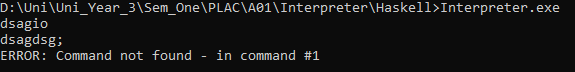 D:\Uni\Uni_Year_3\Sem_One\PLAC\A01\Interpreter\Haskell>Interpreter.exe
dsagio
dsagdsg;
ERROR: Command not found - in command #1